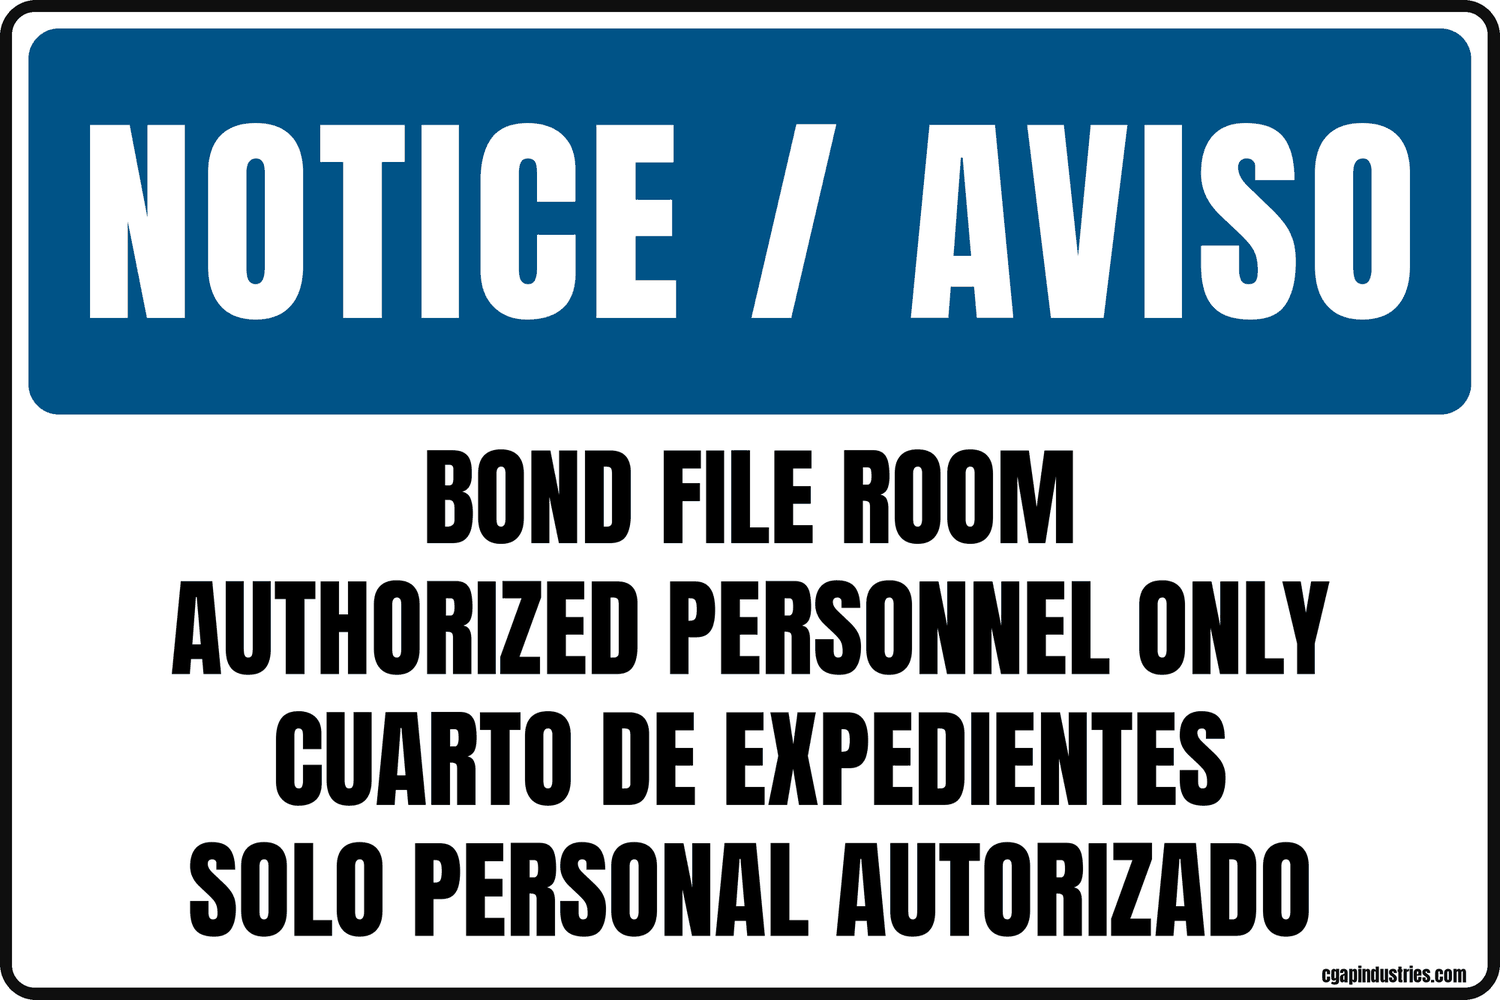 NOTICE / AVISO
BOND FILE ROOM
AUTHORIZED PERSONNEL ONLY
CUARTO DE EXPEDIENTES
SOLO PERSONAL AUTORIZADO
cgapindustries.com